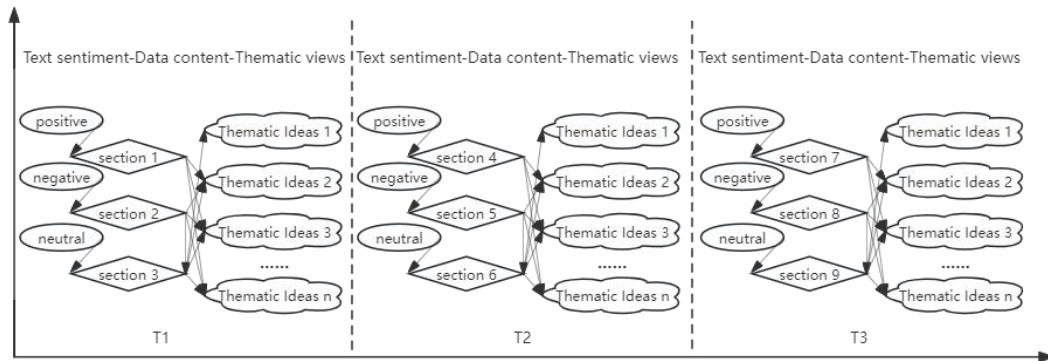 Text sentiment-Data content-Thematic views
positive
section 1
negative
section 2
neutral
section 3
Thematic Ideas 1
Thematic Ideas 2
Thematic Ideas 3
......
Thematic Ideas n
T1
Text sentiment-Data content-Thematic views
positive
section 4
negative
section 5
neutral
section 6
Thematic Ideas 1
Thematic Ideas 2
Thematic Ideas 3
......
Thematic Ideas n
T2
Text sentiment-Data content-Thematic views
positive
section 7
negative
section 8
neutral
section 9
Thematic Ideas 1
Thematic Ideas 2
Thematic Ideas 3
......
Thematic Ideas n
T3